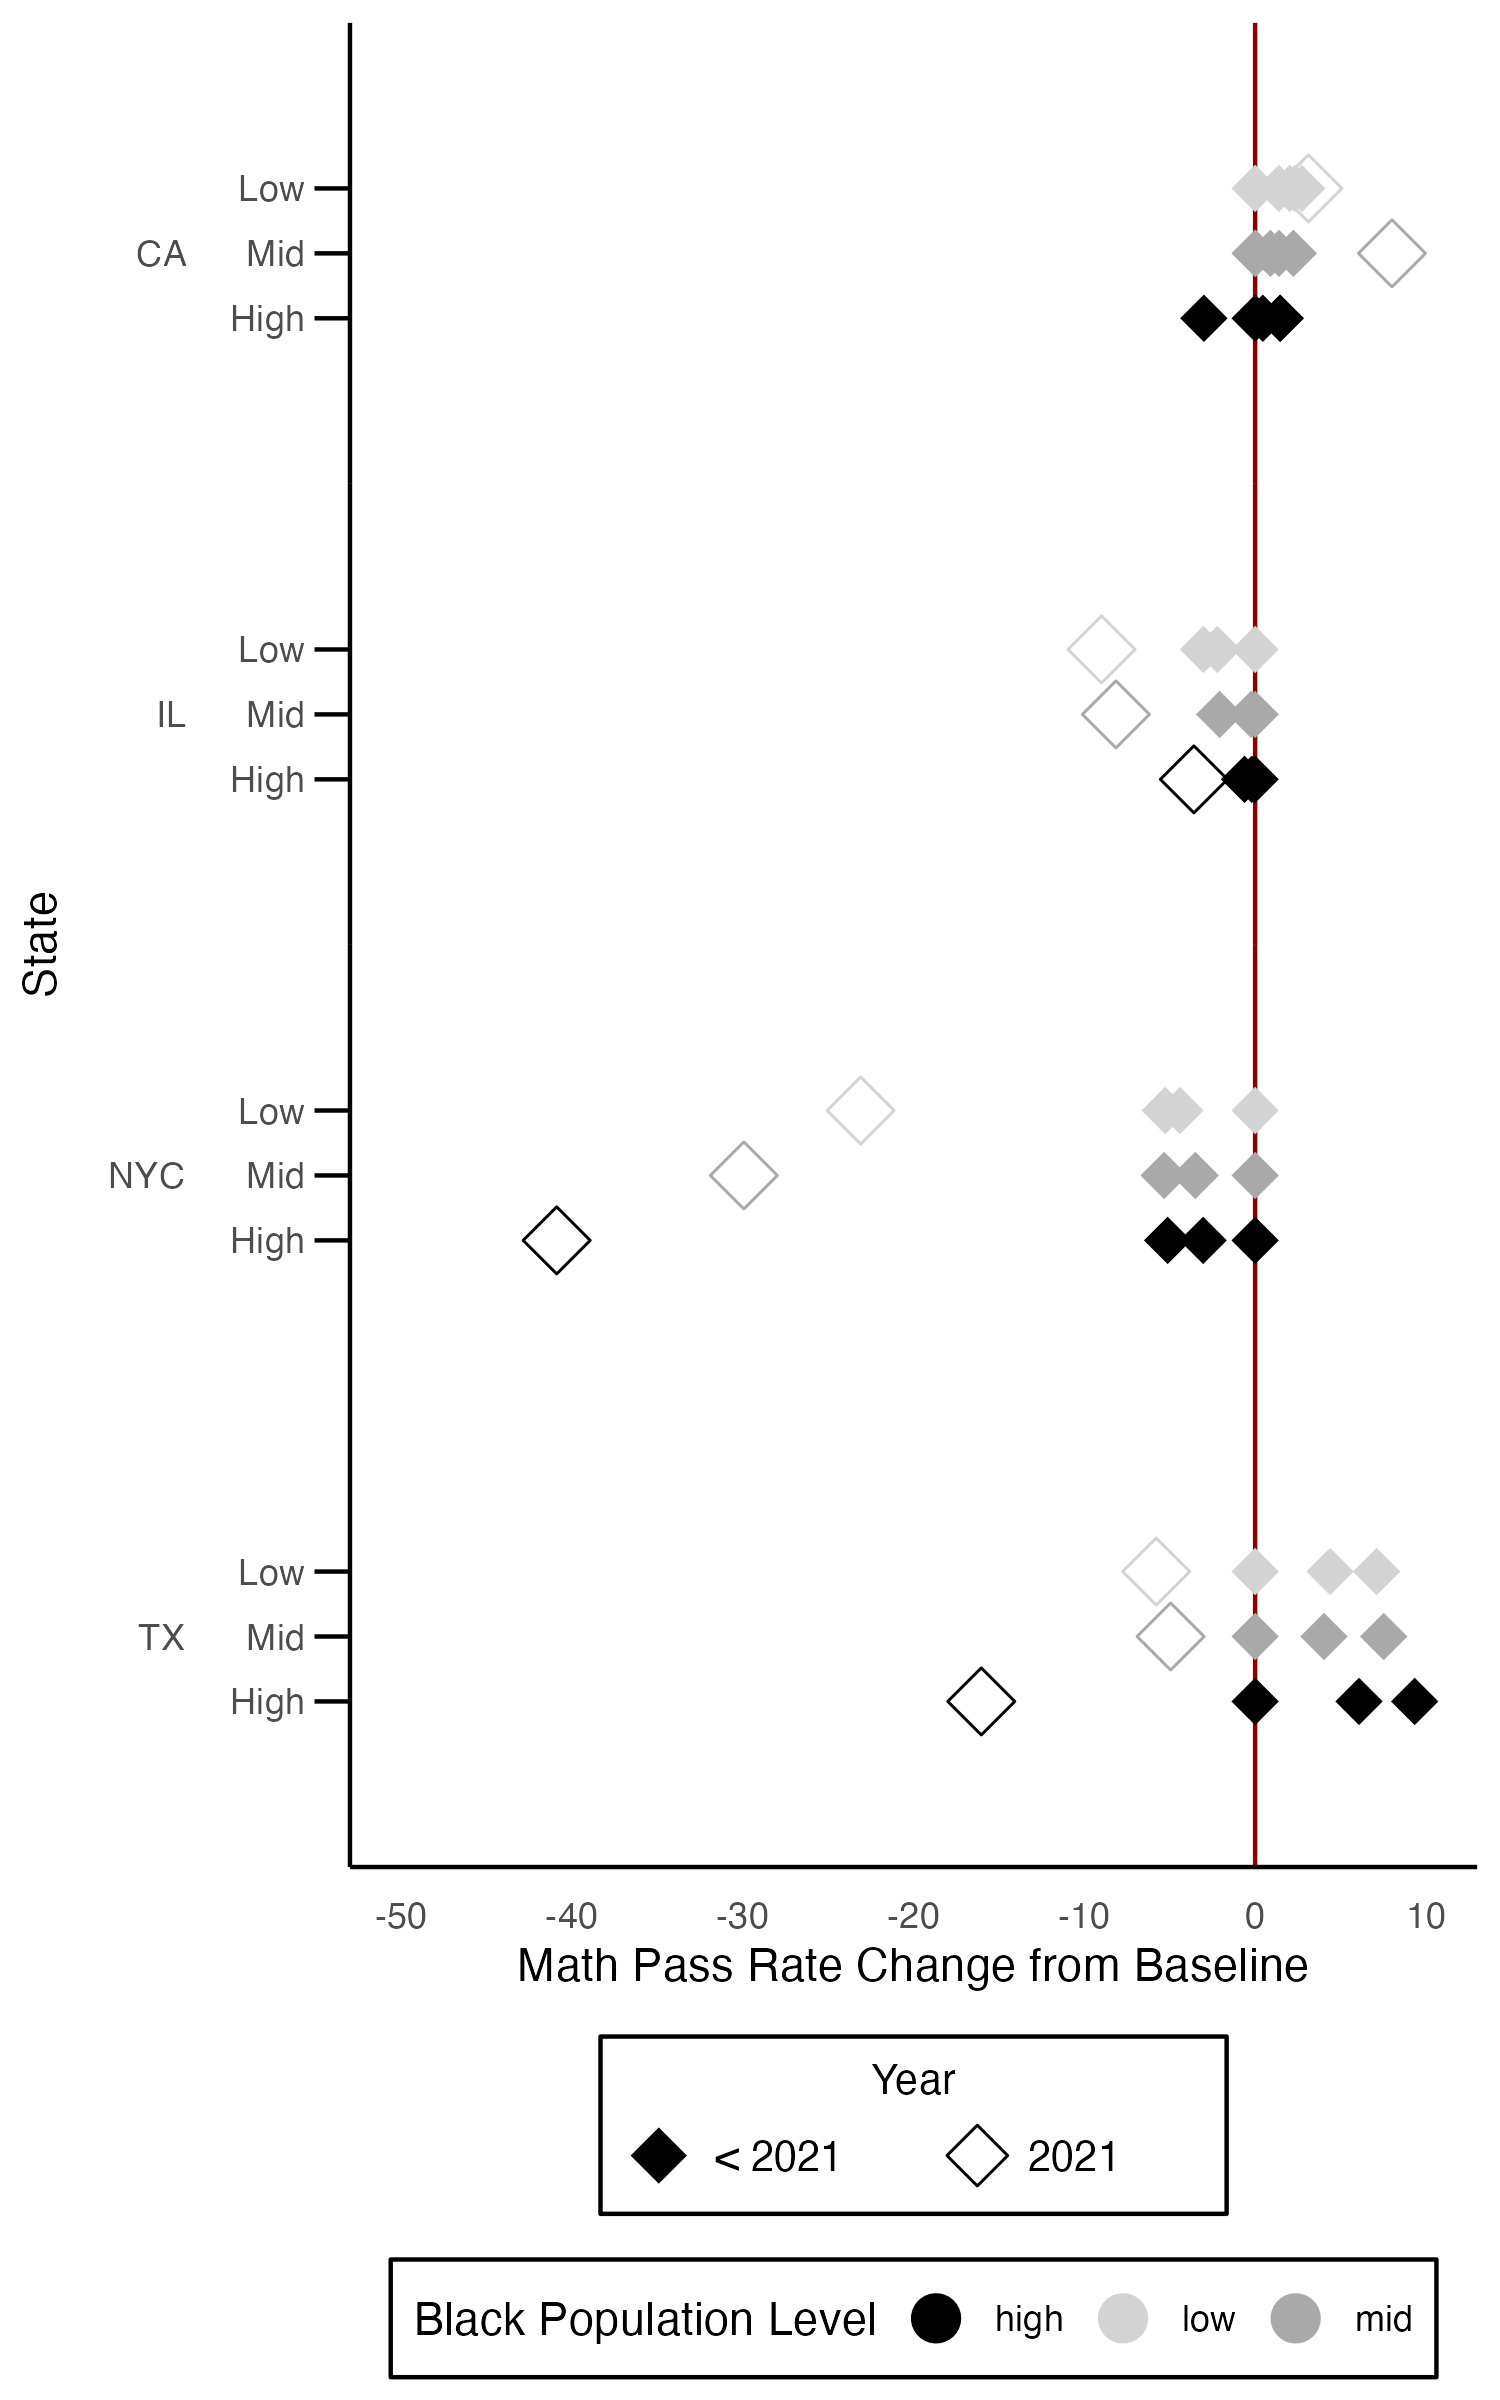 Low
CA Mid
High
Low
IL Mid
High
State
Low
NYC Mid
High
Low
TX Mid
High
-50 -40 -30 -20 -10 0 10
Math Pass Rate Change from Baseline
Year
< 2021 2021
Black Population Level high low mid